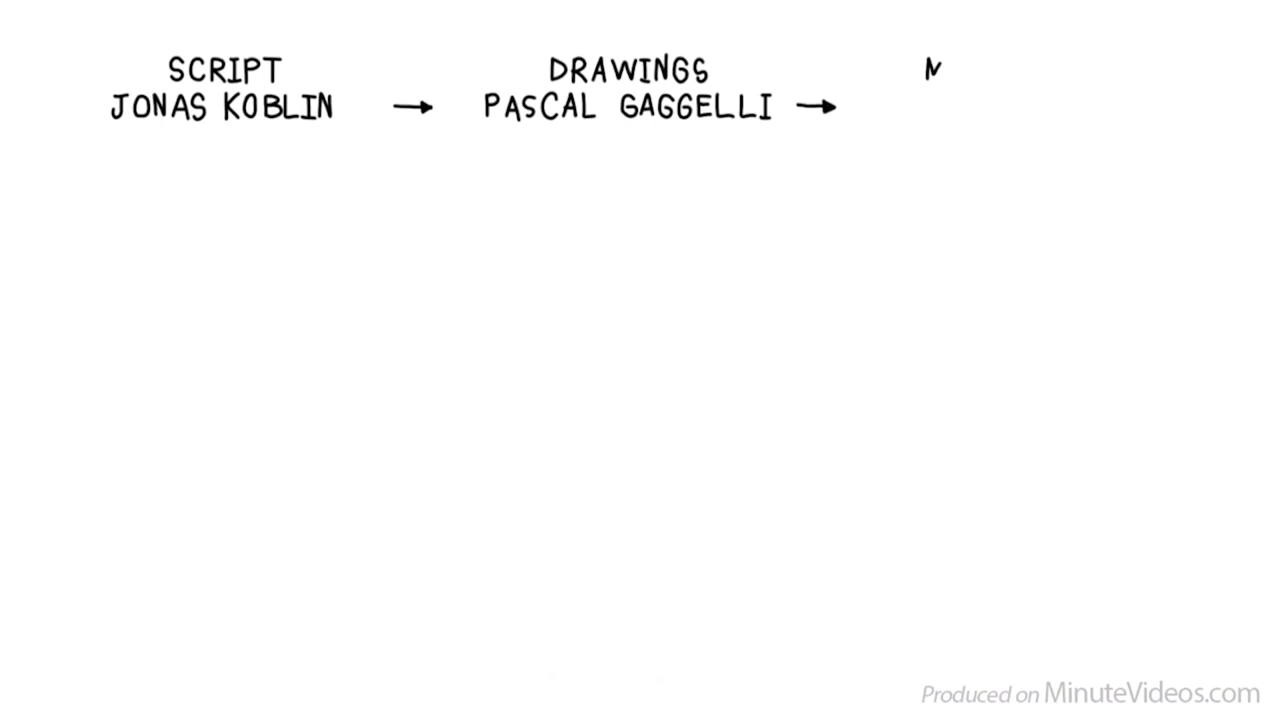 SCRIPT
JONAS KOBLIN
→
DRAWINGS
PASCAL GAGGELLI
→
Produced on MinuteVideos.com